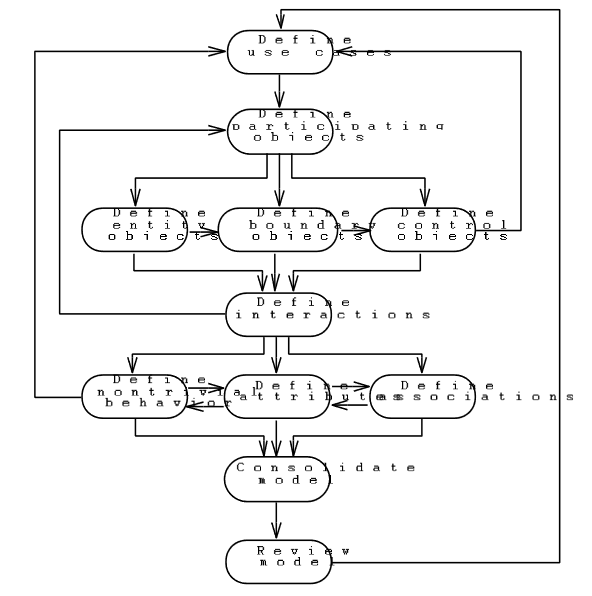 Define
use cases
Define
participating
objects
Define
entity
objects
Define
boundary
objects
Define
control
objects
Define
interactions
Define
nontrivial
behavior
Define
attributes
Define
associations
Consolidate
model
Review
model